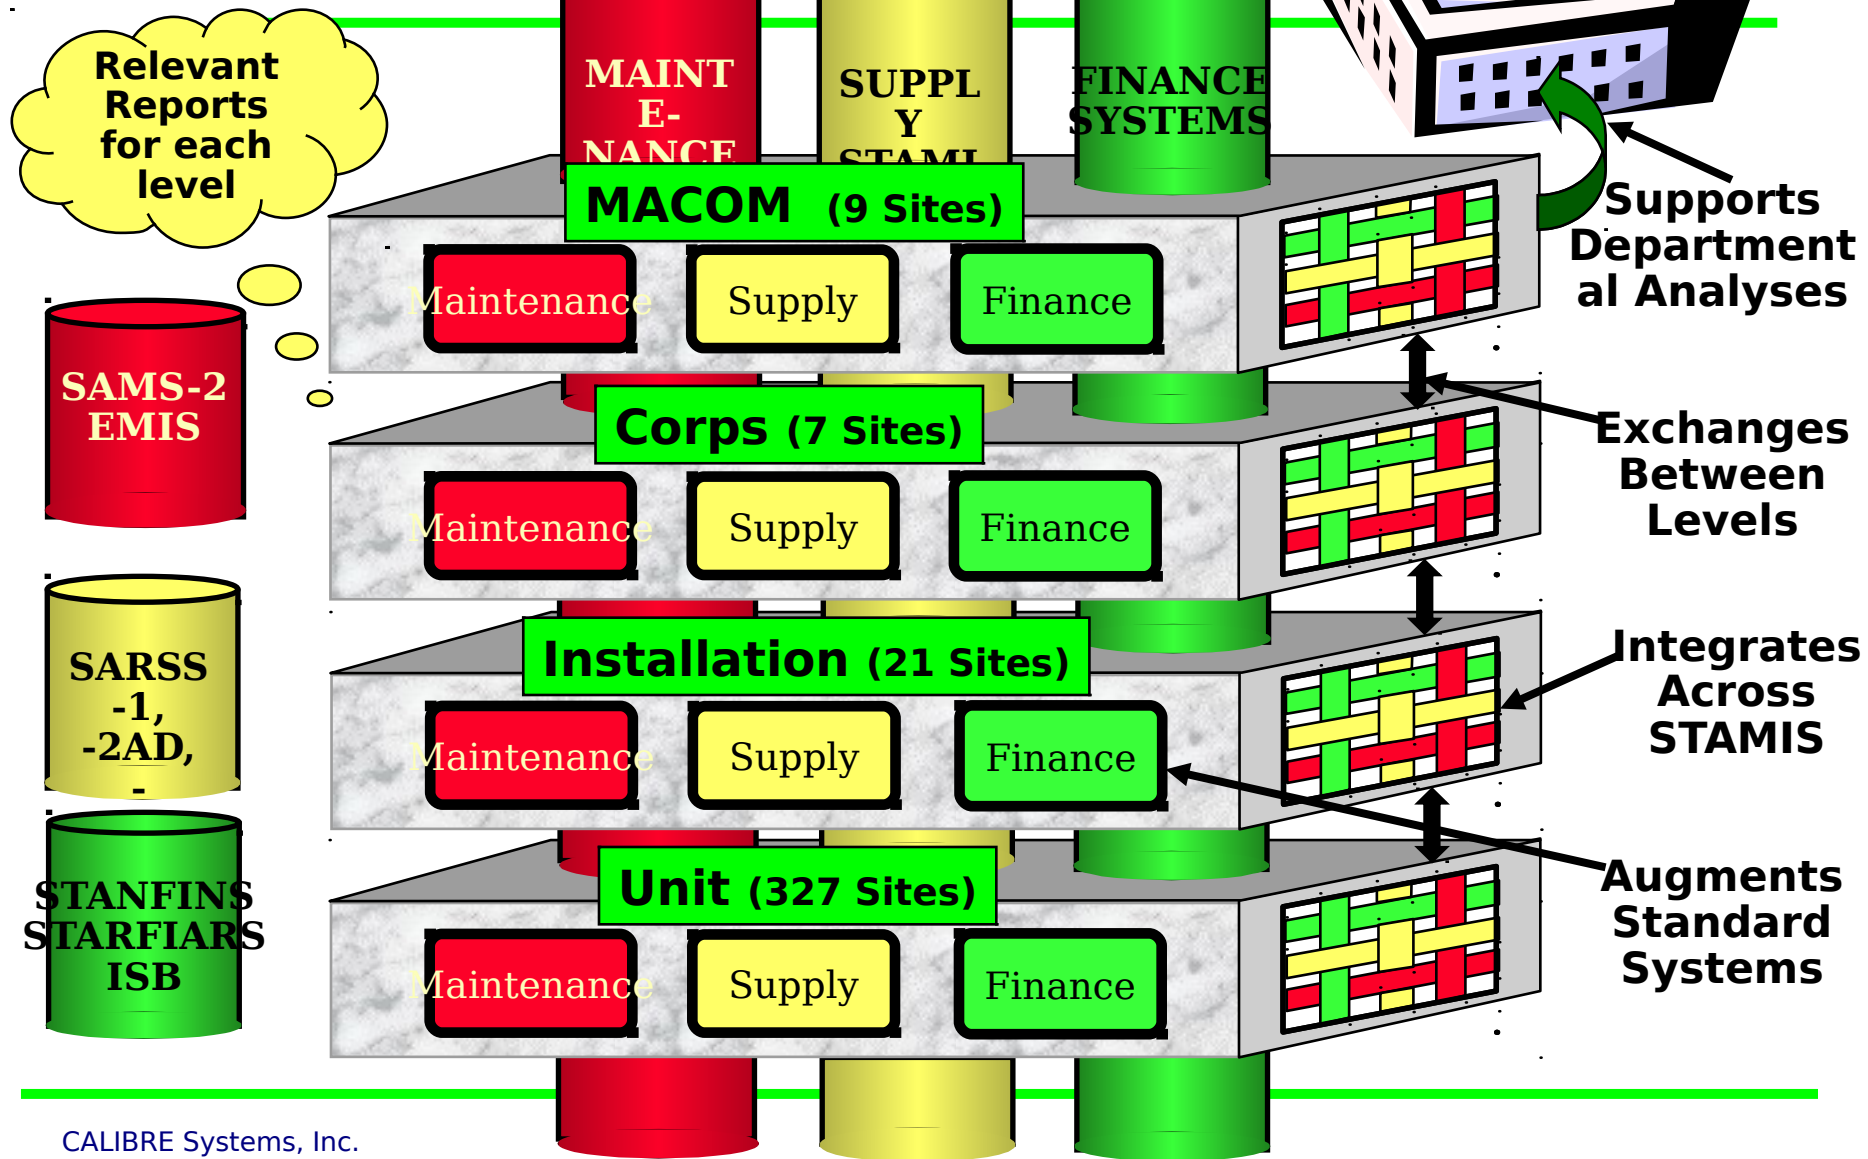 Relevant
Reports
for each
level
MAINT
E-
NANCE
SUPPL
Y
STAMI
FINANCE
SYSTEMS
MACOM (9 Sites)
Maintenance
Supply
Finance
Supports
Department
al Analyses
SAMS-2
EMIS
Corps (7 Sites)
Maintenance
Supply
Finance
Exchanges
Between
Levels
SARSS
-1,
-2AD,
-
Installation (21 Sites)
Maintenance
Supply
Finance
Integrates
Across
STAMIS
STANFINS
STARFIARS
ISB
Unit (327 Sites)
Maintenance
Supply
Finance
Augments
Standard
Systems
CALIBRE Systems, Inc.